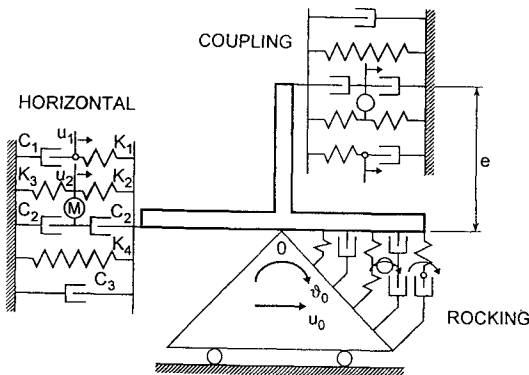 COUPLING
HORIZONTAL
C₁ u₁ K₁
K₃ u₂ K₂
C₂ M C₂
K₄
C₃
e
0
ϑ₀
u₀
ROCKING